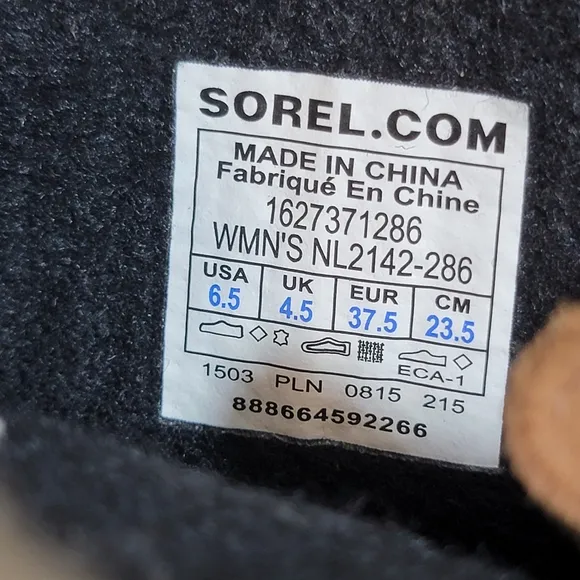 SOREL.COM
MADE IN CHINA
Fabriqué En Chine
1627371286
WMN'S NL2142-286
USA UK EUR CM
6.5 4.5 37.5 23.5
ECA-1
1503 PLN 0815 215
888664592266